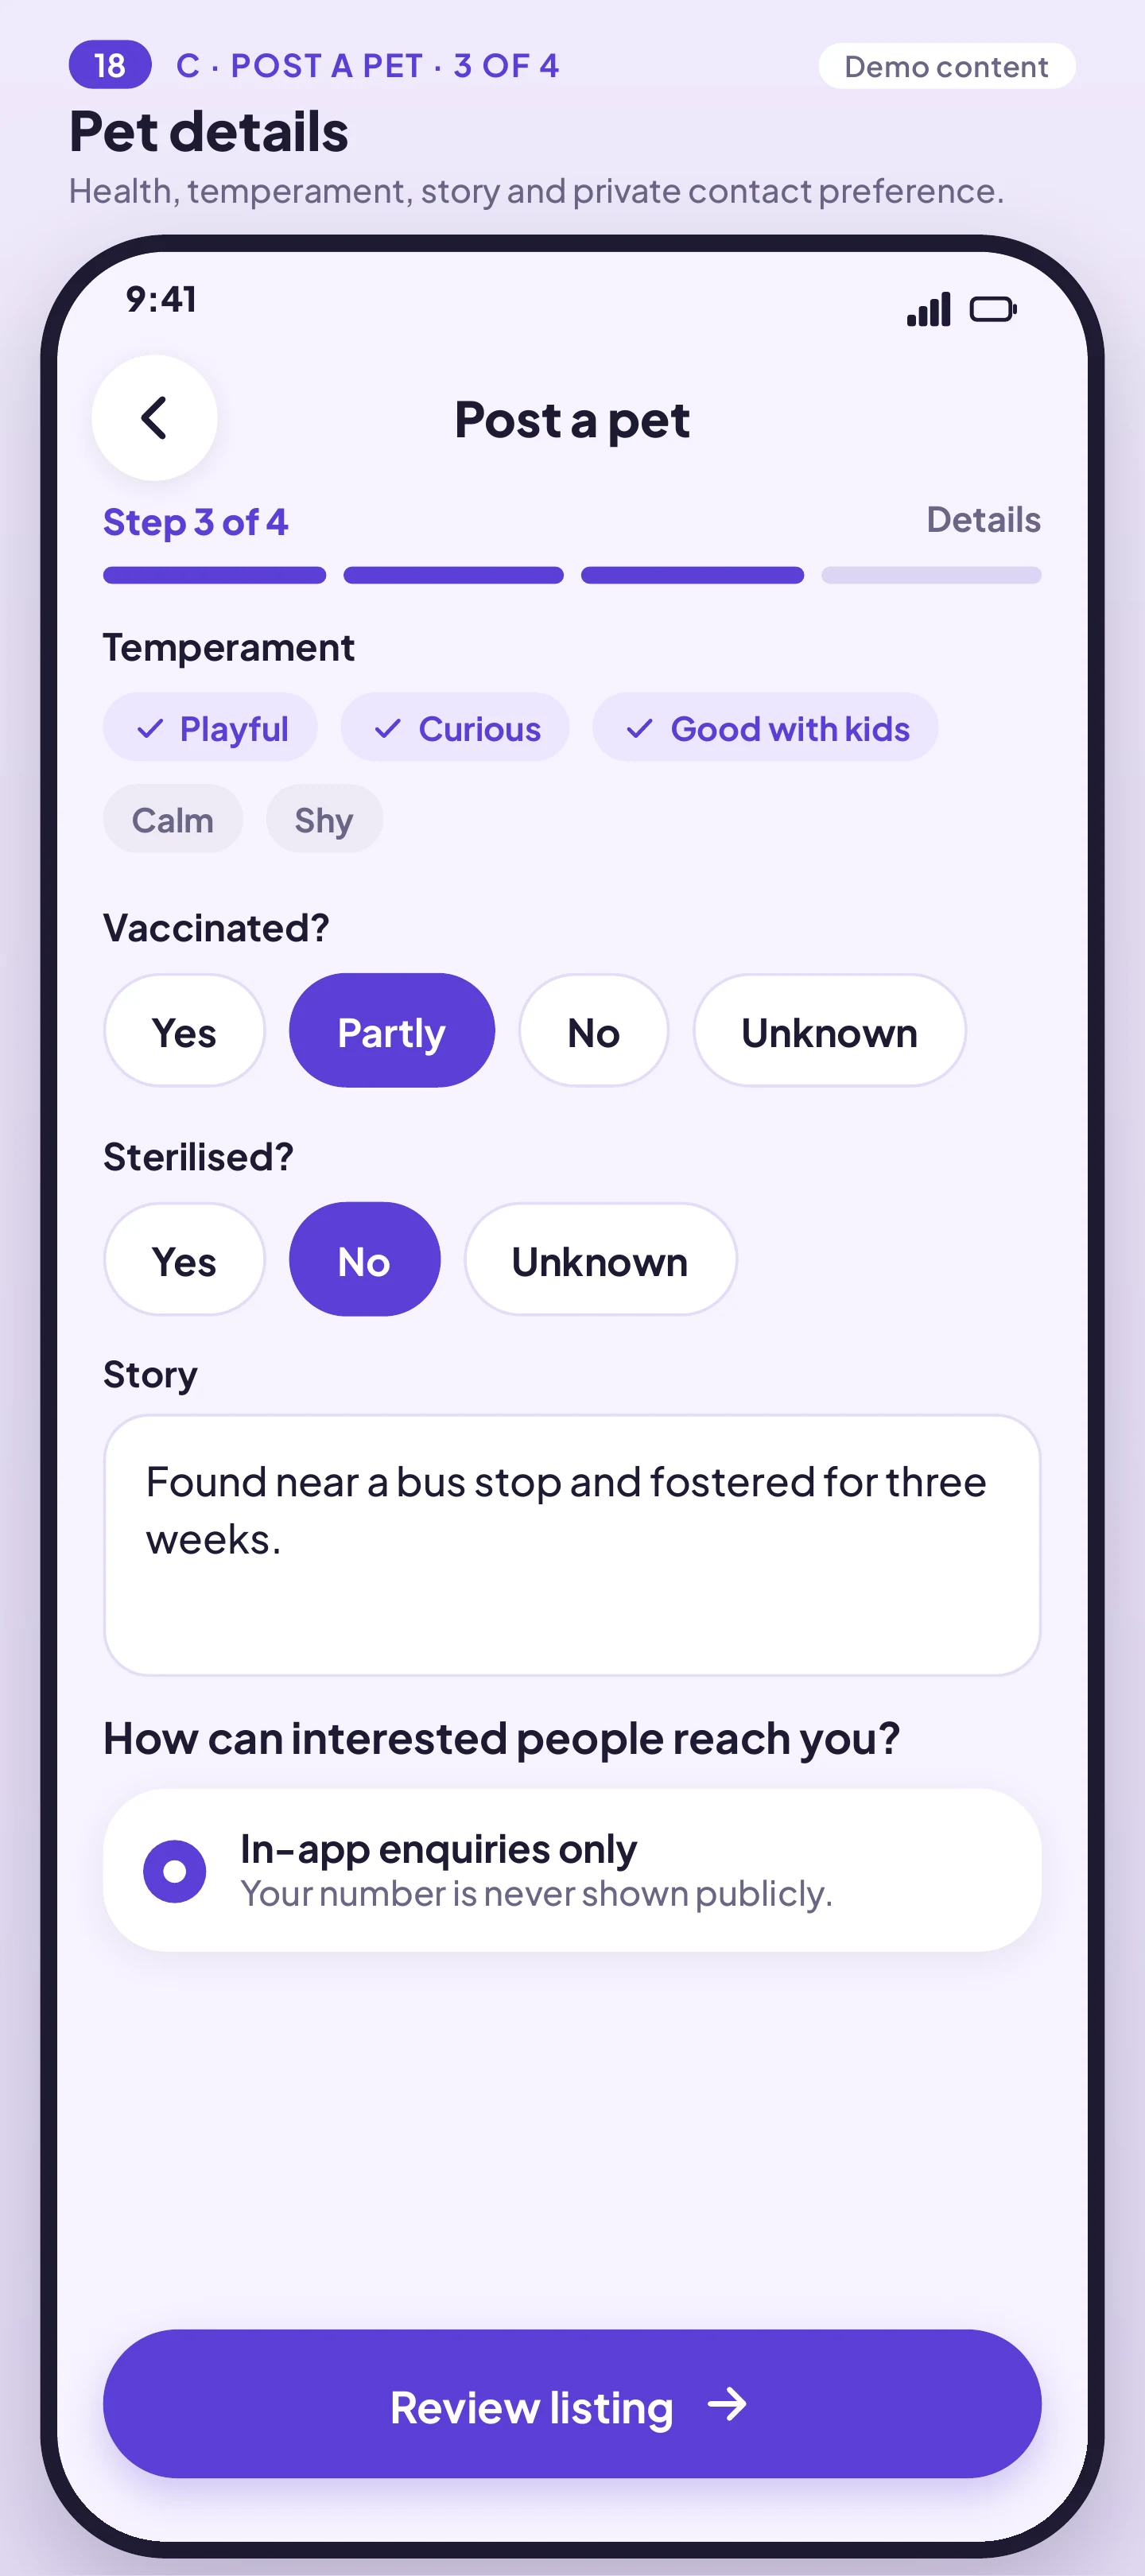 18 C · POST A PET · 3 OF 4 Demo content
Pet details
Health, temperament, story and private contact preference.
9:41
Post a pet
Step 3 of 4 Details
Temperament
Playful Curious Good with kids
Calm Shy
Vaccinated?
Yes Partly No Unknown
Sterilised?
Yes No Unknown
Story
Found near a bus stop and fostered for three
weeks.
How can interested people reach you?
In-app enquiries only
Your number is never shown publicly.
Review listing →